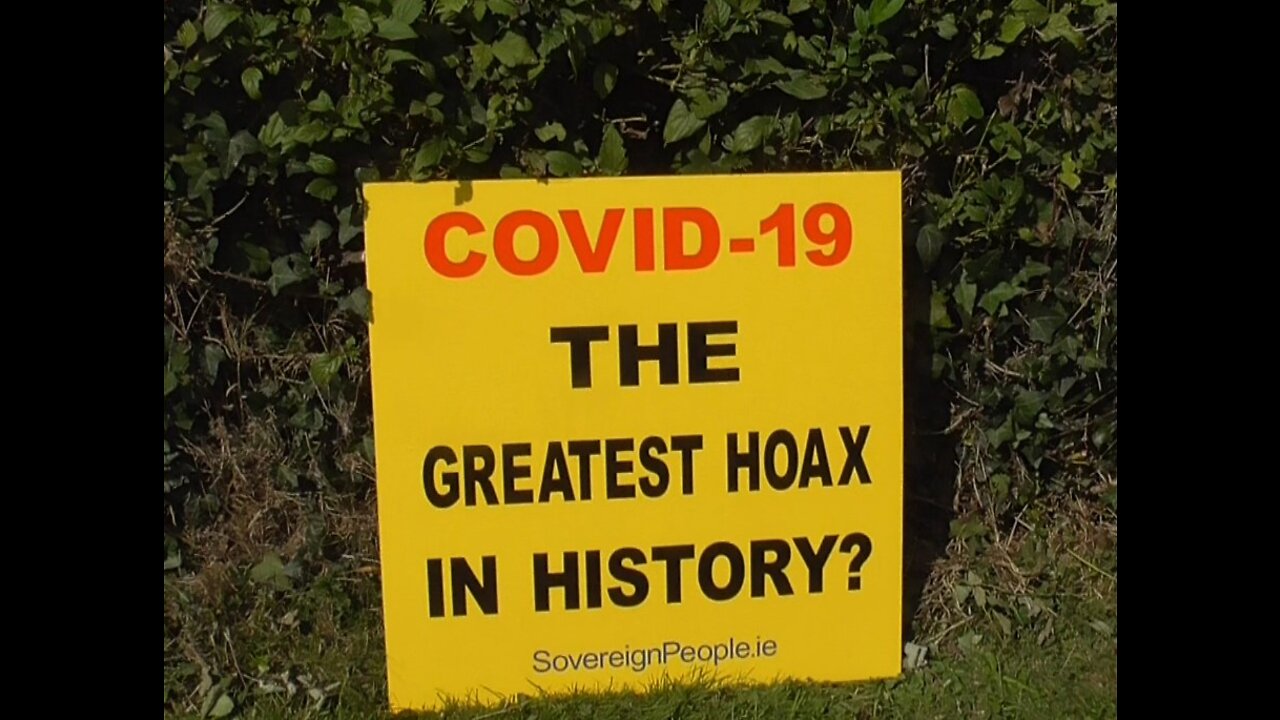 COVID-19
THE
GREATEST HOAX
IN HISTORY?
SovereignPeople.ie